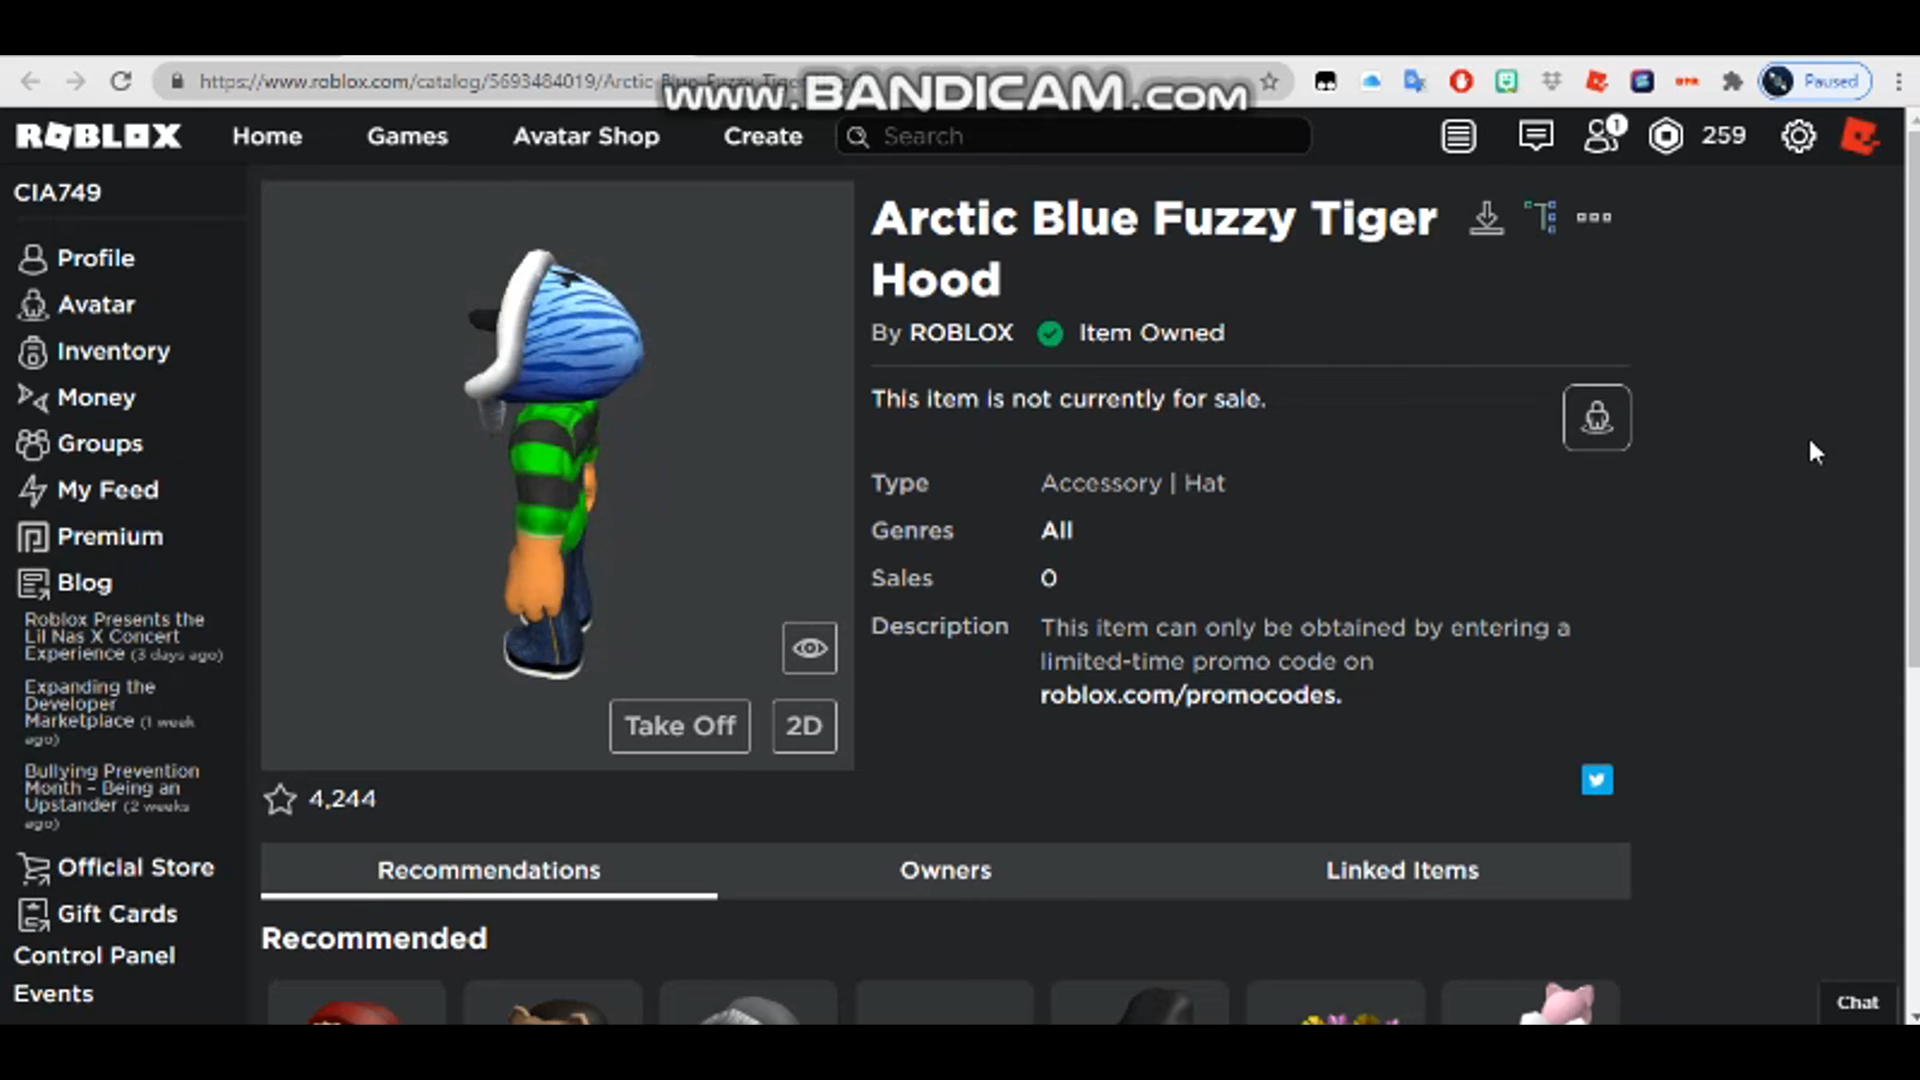 https://www.roblox.com/catalog/5693484019/Arctic-Blue-Fuzzy-Tiger
www.BANDICAM.com
Paused
ROBLOX Home Games Avatar Shop Create Search 1 259
CIA749
Profile
Avatar
Inventory
Money
Groups
My Feed
Premium
Blog
Roblox Presents the
Lil Nas X Concert
Experience (3 days ago)
Expanding the
Developer
Marketplace (1 week
ago)
Bullying Prevention
Month – Being an
Upstander (2 weeks
ago)
Official Store
Gift Cards
Control Panel
Events
Take Off
2D
4,244
Arctic Blue Fuzzy Tiger
Hood
By ROBLOX Item Owned
This item is not currently for sale.
Type Accessory | Hat
Genres All
Sales 0
Description This item can only be obtained by entering a
limited-time promo code on
roblox.com/promocodes.
Recommendations Owners Linked Items
Recommended
Chat